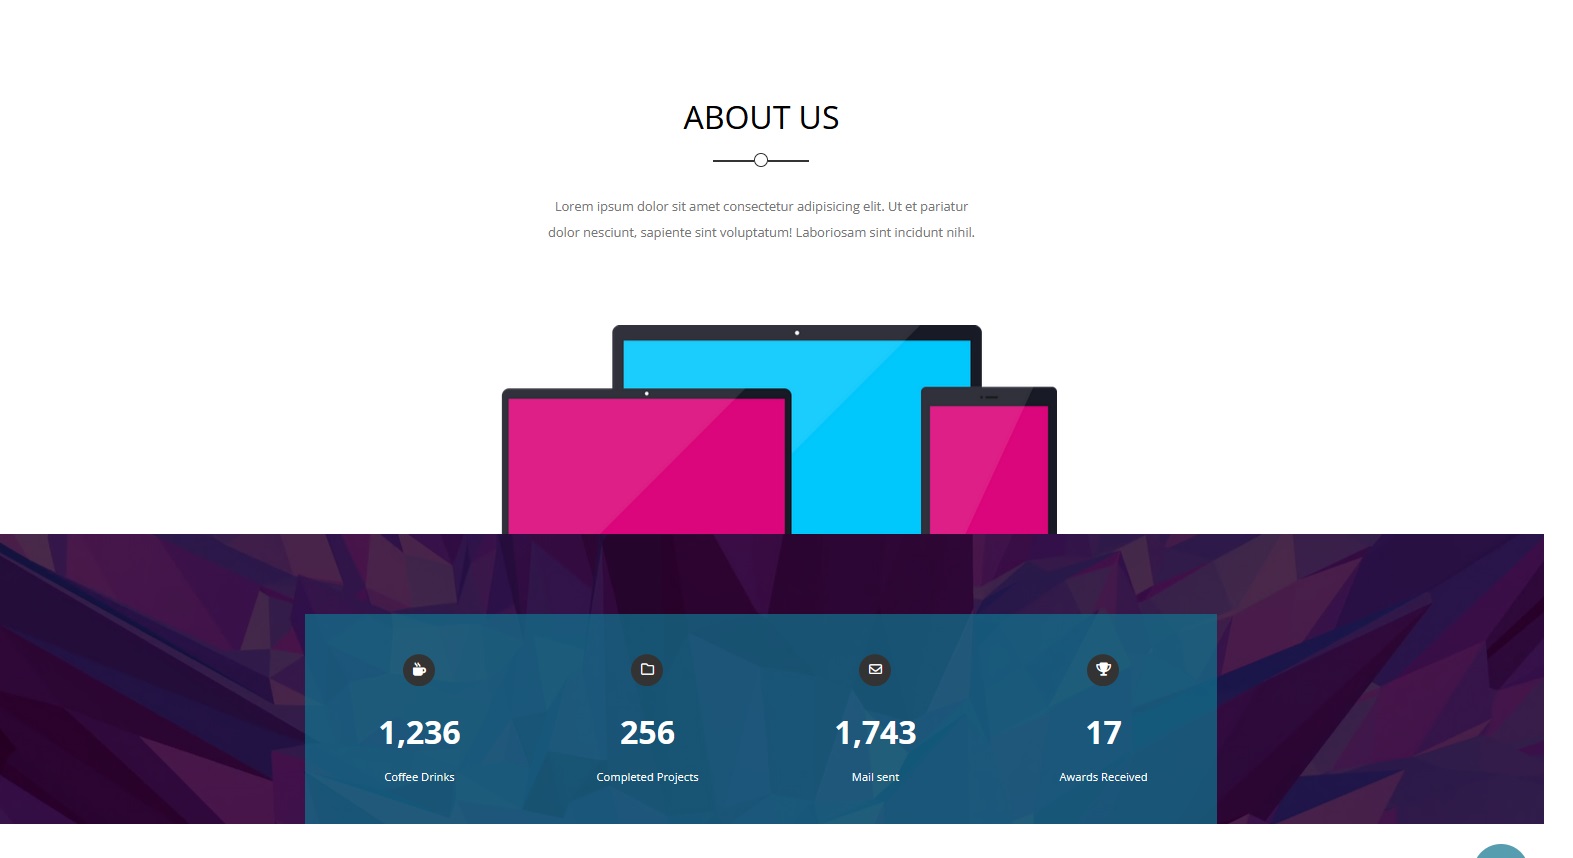 ABOUT US
Lorem ipsum dolor sit amet consectetur adipisicing elit. Ut et pariatur
dolor nesciunt, sapiente sint voluptatum! Laboriosam sint incidunt nihil.
1,236
256
1,743
17
Coffee Drinks
Completed Projects
Mail sent
Awards Received